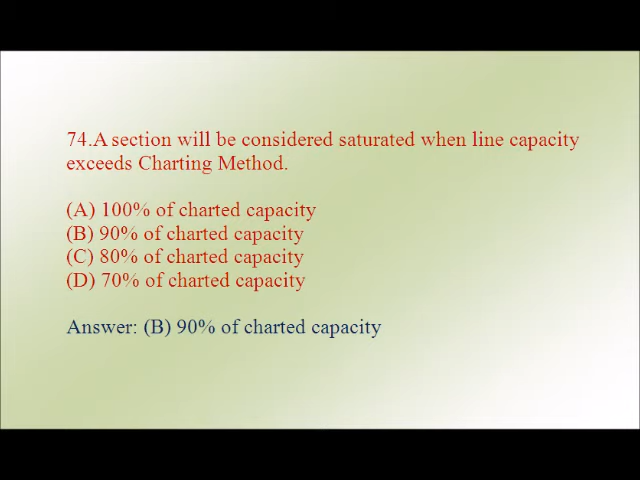 74.A section will be considered saturated when line capacity
exceeds Charting Method.
(A) 100% of charted capacity
(B) 90% of charted capacity
(C) 80% of charted capacity
(D) 70% of charted capacity
Answer: (B) 90% of charted capacity